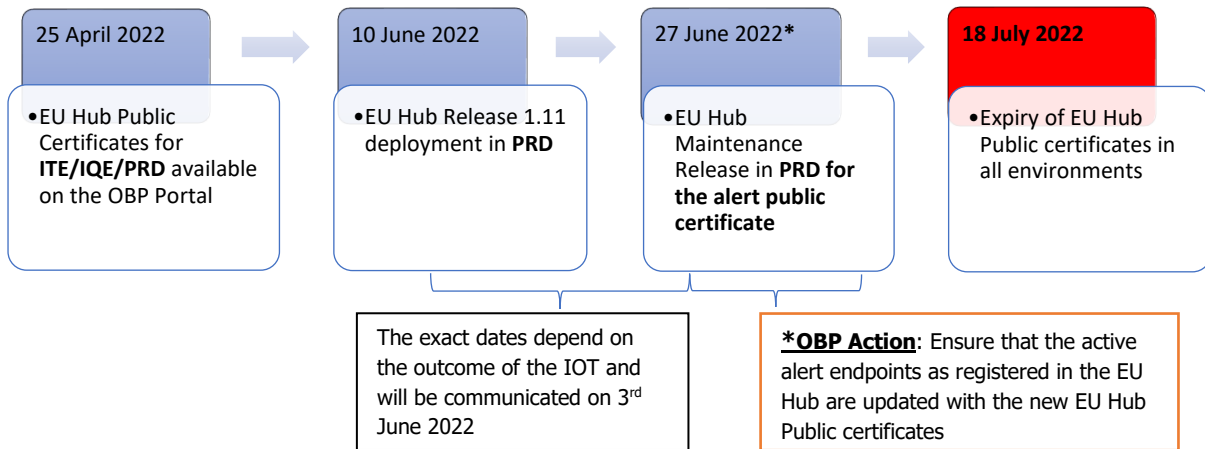 25 April 2022
•EU Hub Public
Certificates for
ITE/IQE/PRD available
on the OBP Portal
10 June 2022
•EU Hub Release 1.11
deployment in PRD
27 June 2022*
•EU Hub
Maintenance
Release in PRD for
the alert public
certificate
18 July 2022
•Expiry of EU Hub
Public certificates in
all environments
The exact dates depend on
the outcome of the IOT and
will be communicated on 3rd
June 2022
*OBP Action: Ensure that the active
alert endpoints as registered in the EU
Hub are updated with the new EU Hub
Public certificates